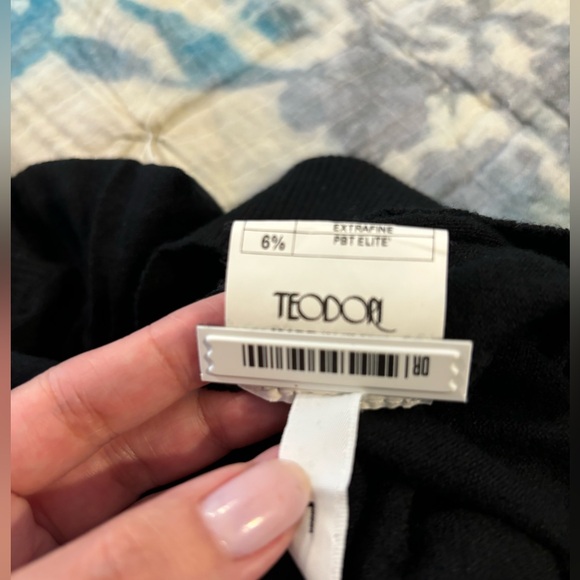 EXTRAFINE
6% PBT ELITE
TEODORI
DR
L